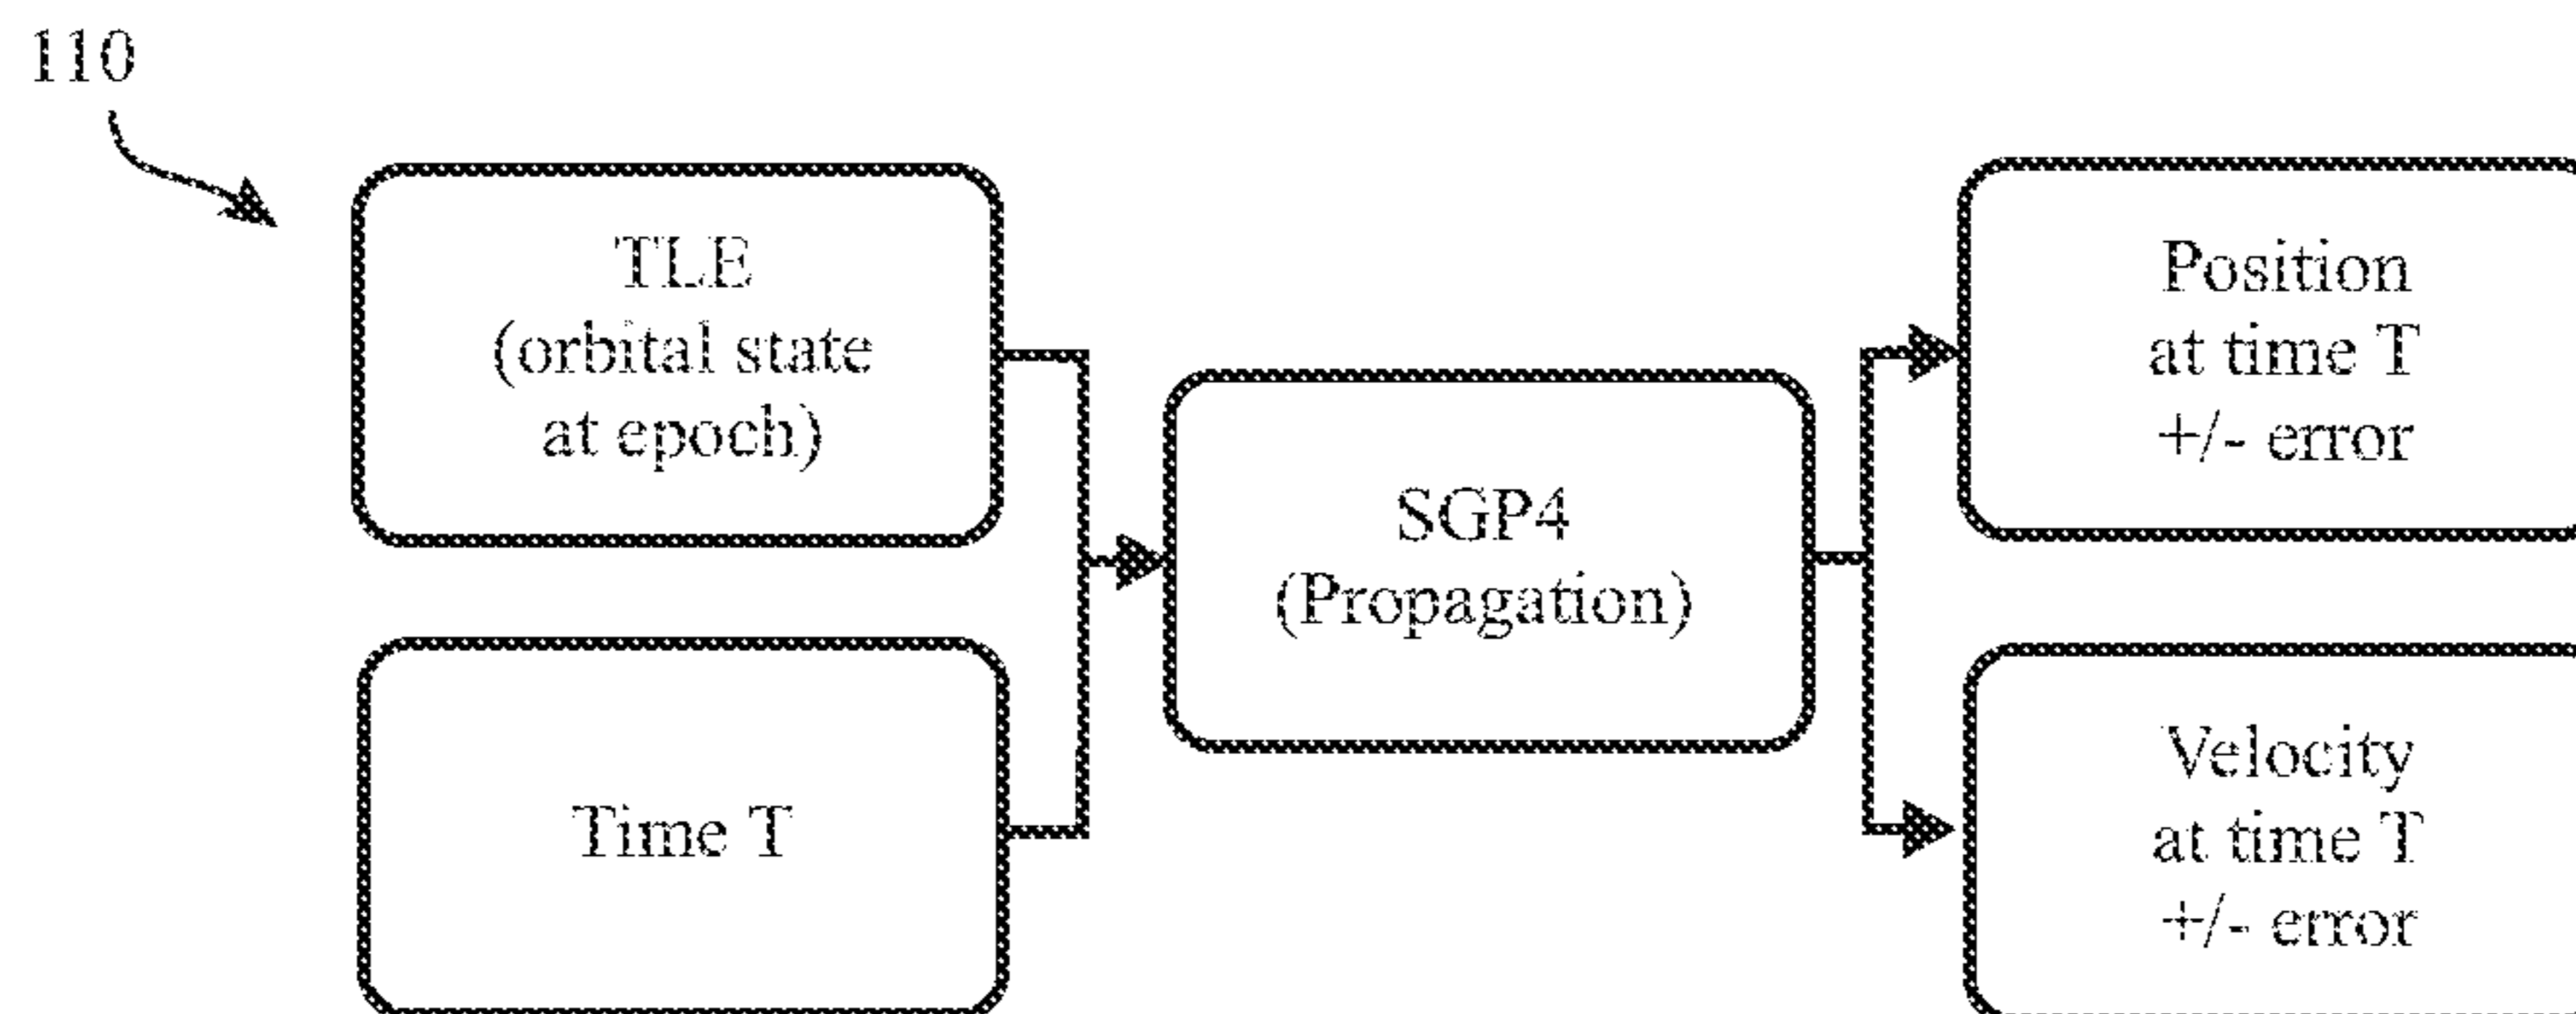 110
TLE
(orbital state
at epoch)
Time T
SGP4
(Propagation)
Position
at time T
+/- error
Velocity
at time T
+/- error